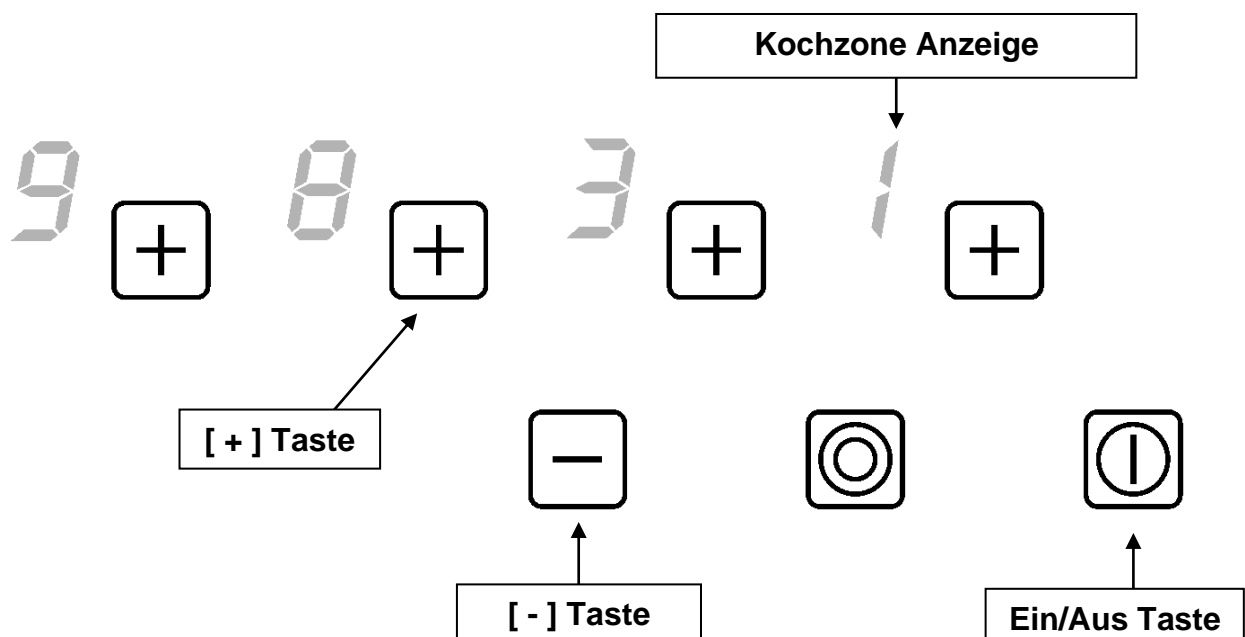 Kochzone Anzeige
9 8 3 1
+ + + +
[ + ] Taste
[ - ] Taste
Ein/Aus Taste